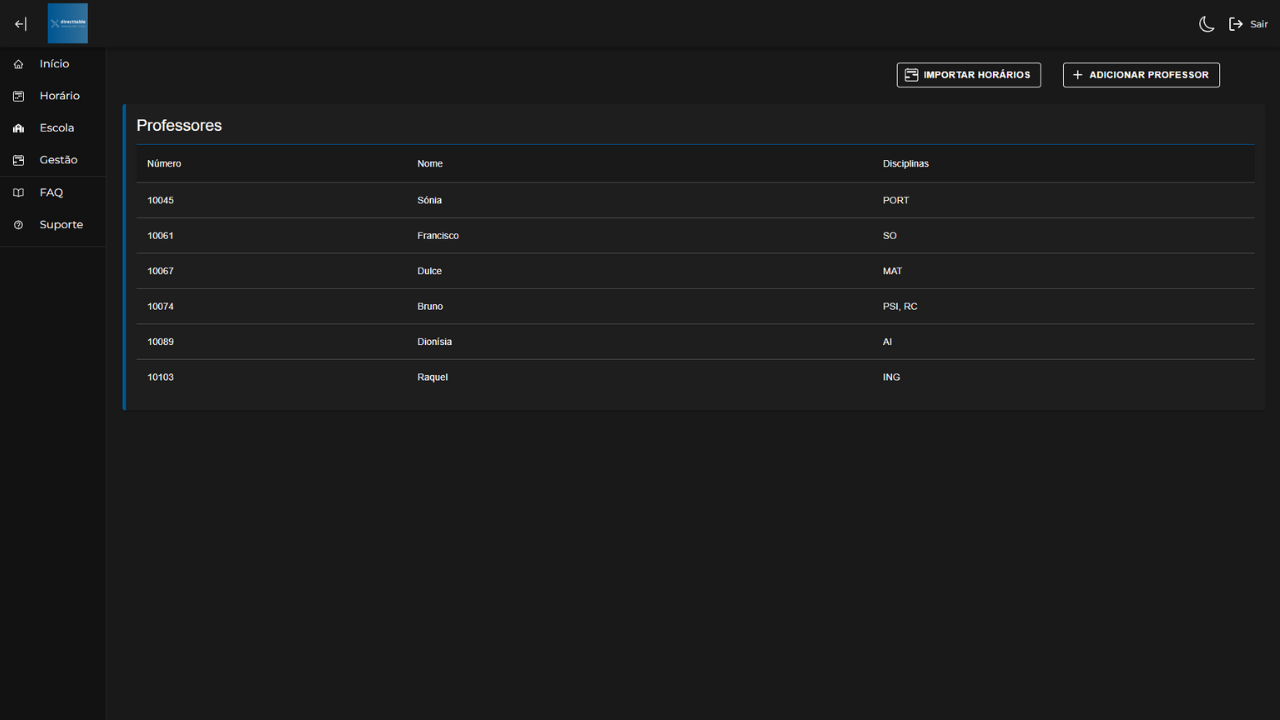 directtable
Sair
Início
Horário
Escola
Gestão
FAQ
Suporte
IMPORTAR HORÁRIOS
ADICIONAR PROFESSOR
Professores
Número Nome Disciplinas
10045 Sónia PORT
10061 Francisco SO
10067 Dulce MAT
10074 Bruno PSI, RC
10089 Dionísia AI
10103 Raquel ING